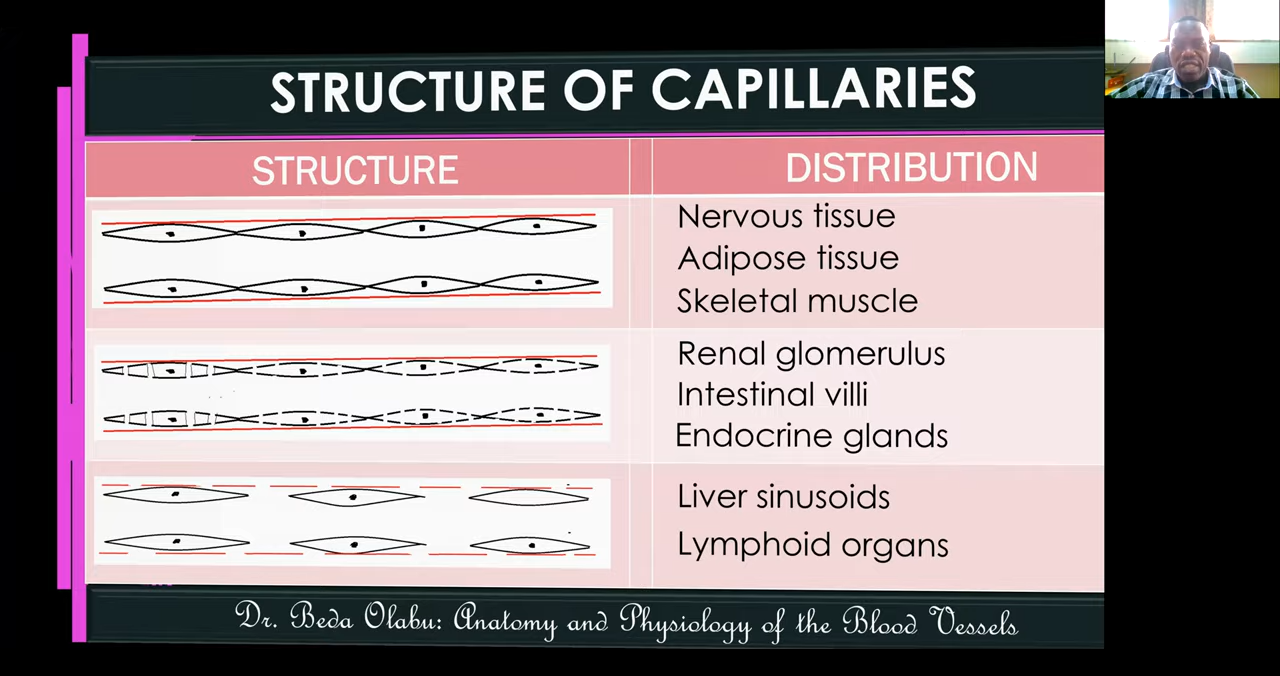 STRUCTURE OF CAPILLARIES
STRUCTURE
DISTRIBUTION
Nervous tissue
Adipose tissue
Skeletal muscle
Renal glomerulus
Intestinal villi
Endocrine glands
Liver sinusoids
Lymphoid organs
Dr. Beda Olabu: Anatomy and Physiology of the Blood Vessels